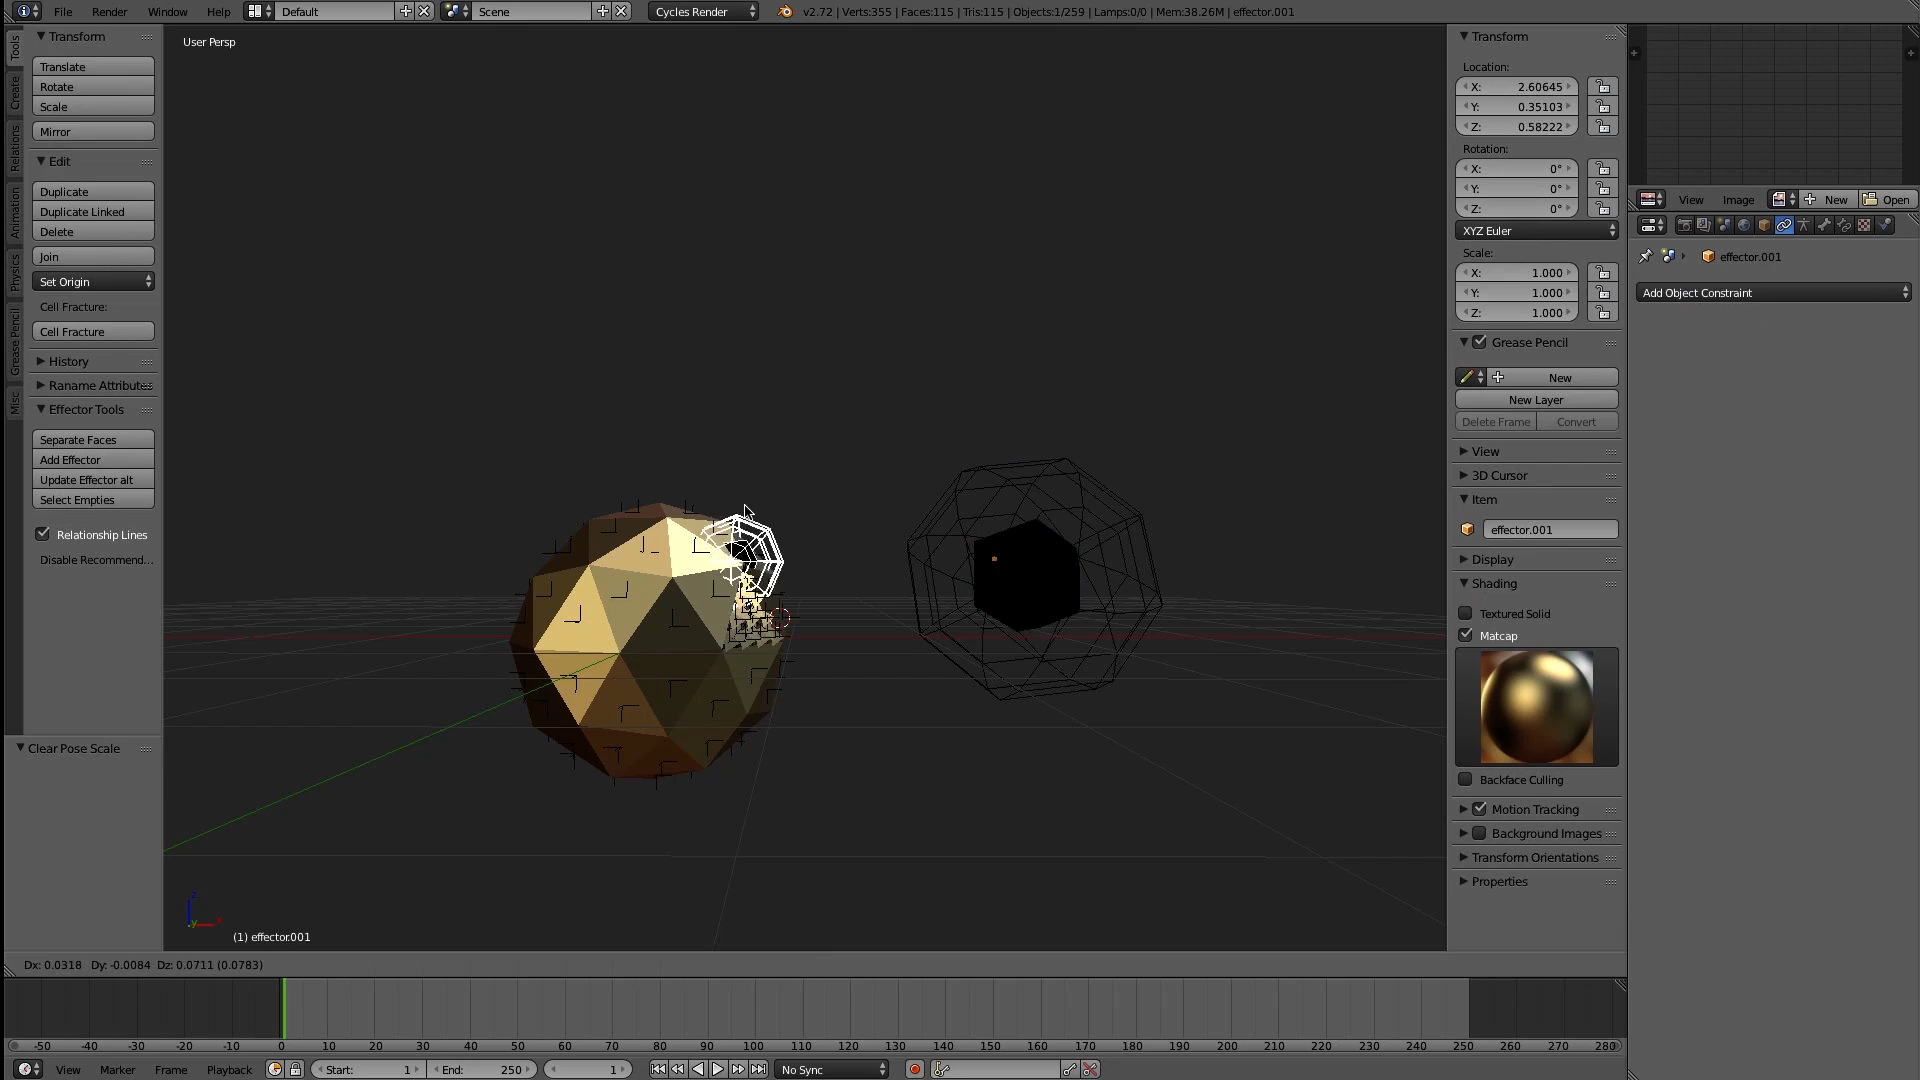 File Render Window Help Default Scene Cycles Render v2.72 | Verts:355 | Faces:115 | Tris:115 | Objects:1/259 | Lamps:0/0 | Mem:38.26M | effector.001
Tools
Create
Relations
Animation
Physics
Grease Pencil
Misc
Transform
Translate
Rotate
Scale
Mirror
Edit
Duplicate
Duplicate Linked
Delete
Join
Set Origin
Cell Fracture:
Cell Fracture
History
Raname Attributes
Effector Tools
Separate Faces
Add Effector
Update Effector alt
Select Empties
Relationship Lines
Disable Recommend...
Clear Pose Scale
User Persp
z
x
y
(1) effector.001
Transform
Location:
X: 2.60645
Y: 0.35103
Z: 0.58222
Rotation:
X: 0°
Y: 0°
Z: 0°
XYZ Euler
Scale:
X: 1.000
Y: 1.000
Z: 1.000
Grease Pencil
New
New Layer
Delete Frame Convert
View
3D Cursor
Item
effector.001
Display
Shading
Textured Solid
Matcap
Backface Culling
Motion Tracking
Background Images
Transform Orientations
Properties
View Image New Open
effector.001
Add Object Constraint
Dx: 0.0318 Dy: -0.0084 Dz: 0.0711 (0.0783)
-50 -40 -30 -20 -10 0 10 20 30 40 50 60 70 80 90 100 110 120 130 140 150 160 170 180 190 200 210 220 230 240 250 260 270 280
View Marker Frame Playback Start: 1 End: 250 1 No Sync